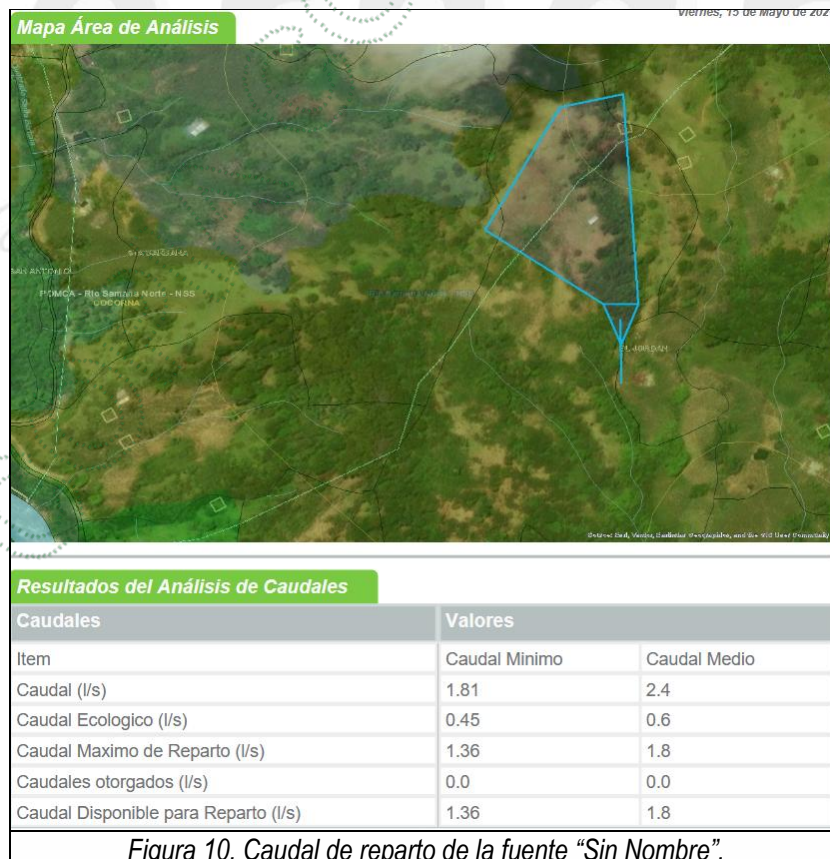 Viernes, 15 de Mayo de 202
Mapa Área de Análisis
SAN ANTONIO
POMCA - Rio Samaná Norte - NSS
COCORNA
Resultados del Análisis de Caudales
Caudales Valores
Item Caudal Minimo Caudal Medio
Caudal (l/s) 1.81 2.4
Caudal Ecologico (l/s) 0.45 0.6
Caudal Maximo de Reparto (l/s) 1.36 1.8
Caudales otorgados (l/s) 0.0 0.0
Caudal Disponible para Reparto (l/s) 1.36 1.8
Figura 10. Caudal de reparto de la fuente “Sin Nombre”.